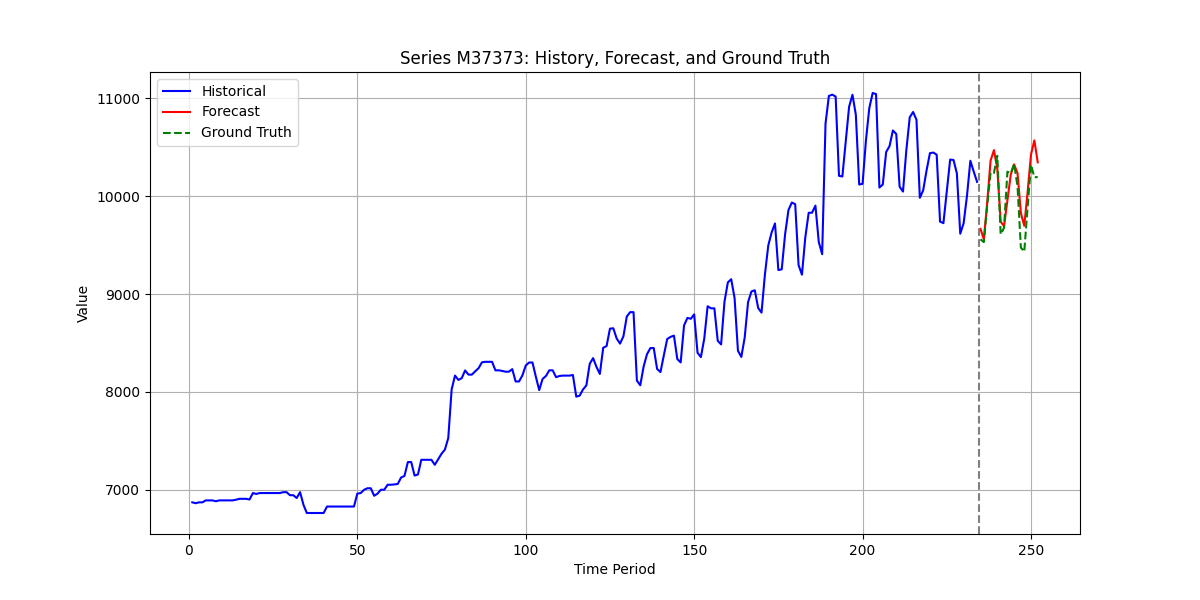 Series M37373: History, Forecast, and Ground Truth
Historical
Forecast
Ground Truth
11000
10000
9000
8000
7000
Value
0 50 100 150 200 250
Time Period